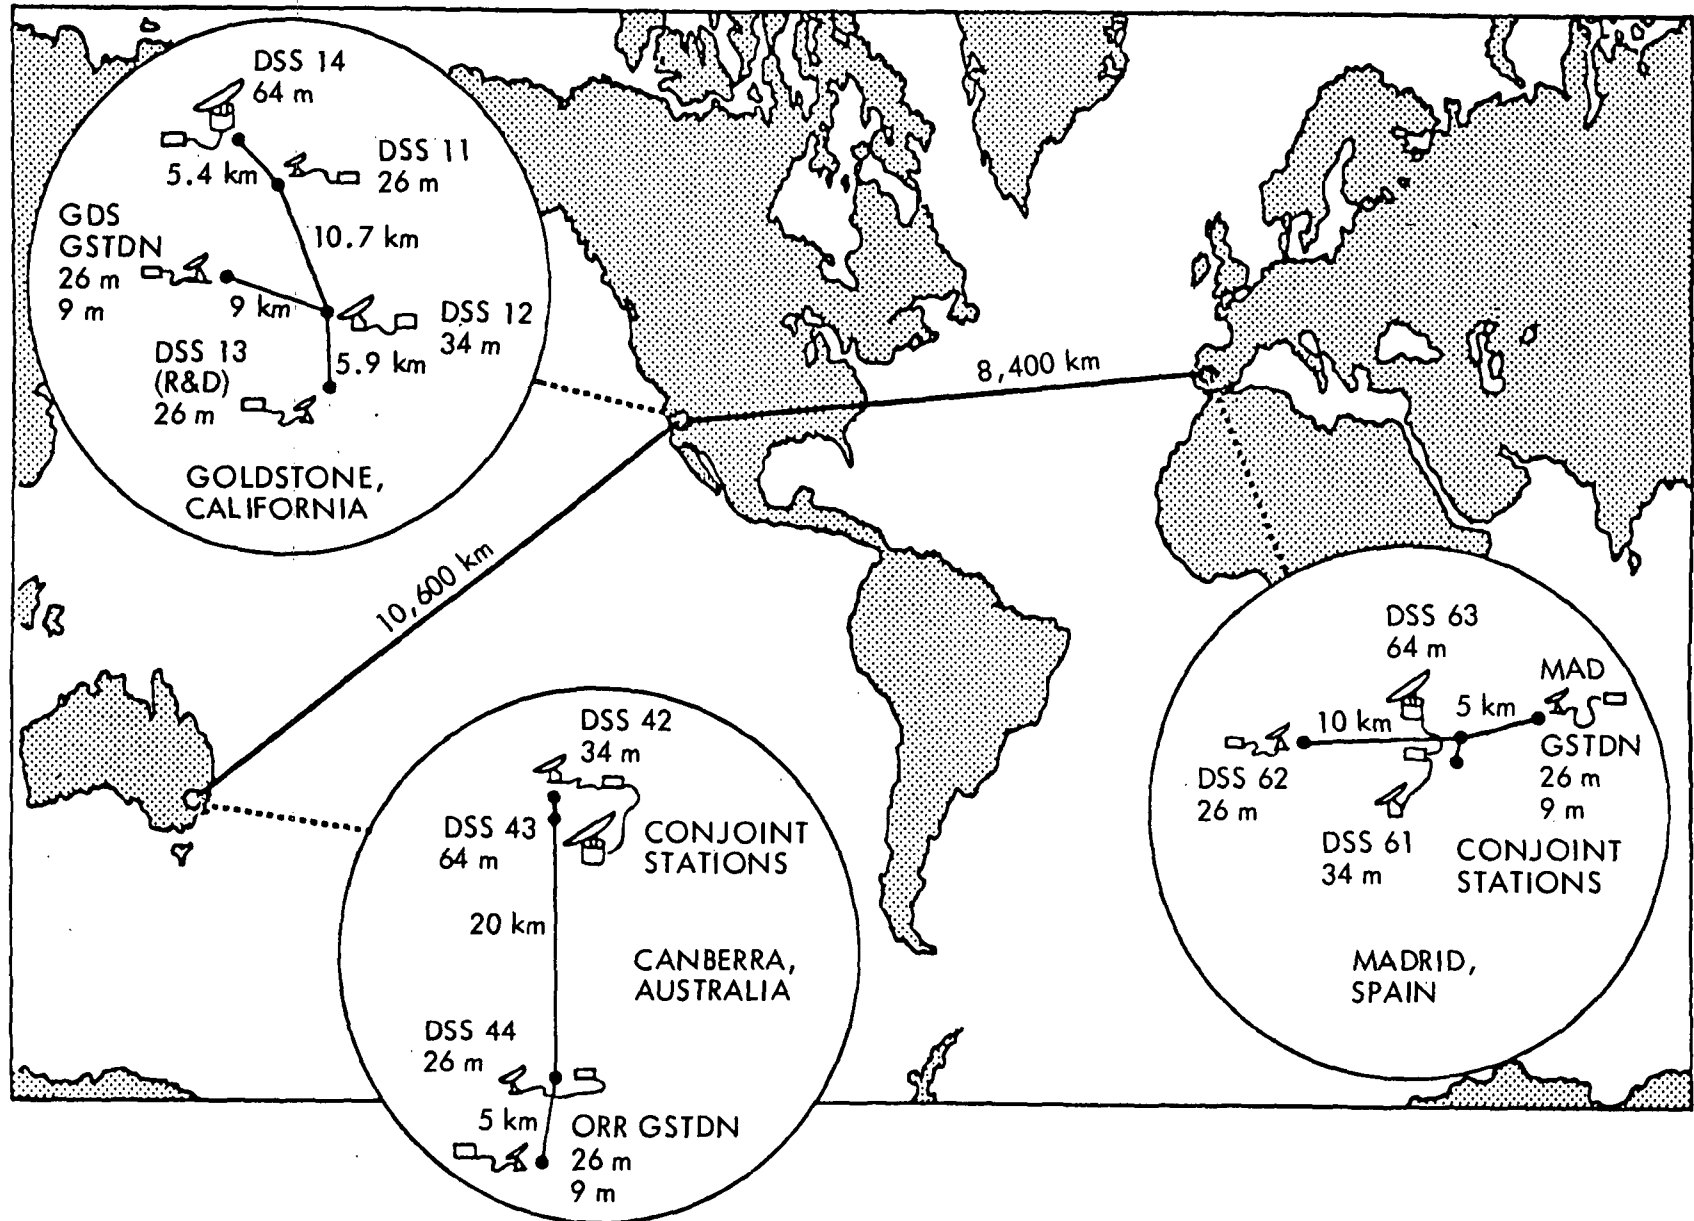 DSS 14
64 m
5.4 km
DSS 11
26 m
10.7 km
GDS
GSTDN
26 m
9 m
9 km
DSS 12
34 m
5.9 km
DSS 13
(R&D)
26 m
GOLDSTONE,
CALIFORNIA
8,400 km
10,600 km
DSS 42
34 m
DSS 43
64 m
CONJOINT
STATIONS
20 km
CANBERRA,
AUSTRALIA
DSS 44
26 m
5 km
ORR GSTDN
26 m
9 m
DSS 63
64 m
MAD
GSTDN
26 m
9 m
10 km
5 km
DSS 62
26 m
DSS 61
34 m
CONJOINT
STATIONS
MADRID,
SPAIN